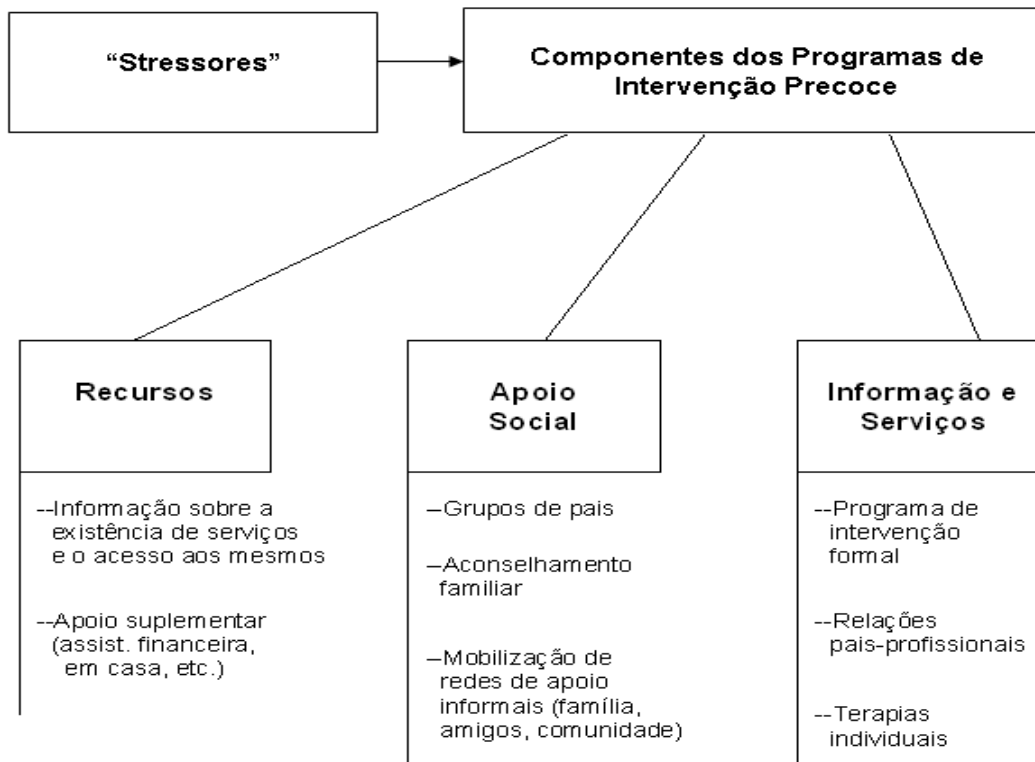 “Stressores”
Componentes dos Programas de
Intervenção Precoce
Recursos
--Informação sobre a
existência de serviços
e o acesso aos mesmos
--Apoio suplementar
(assist. financeira,
em casa, etc.)
Apoio
Social
--Grupos de pais
--Aconselhamento
familiar
--Mobilização de
redes de apoio
informais (família,
amigos, comunidade)
Informação e
Serviços
--Programa de
intervenção
formal
--Relações
pais-profissionais
--Terapias
individuais